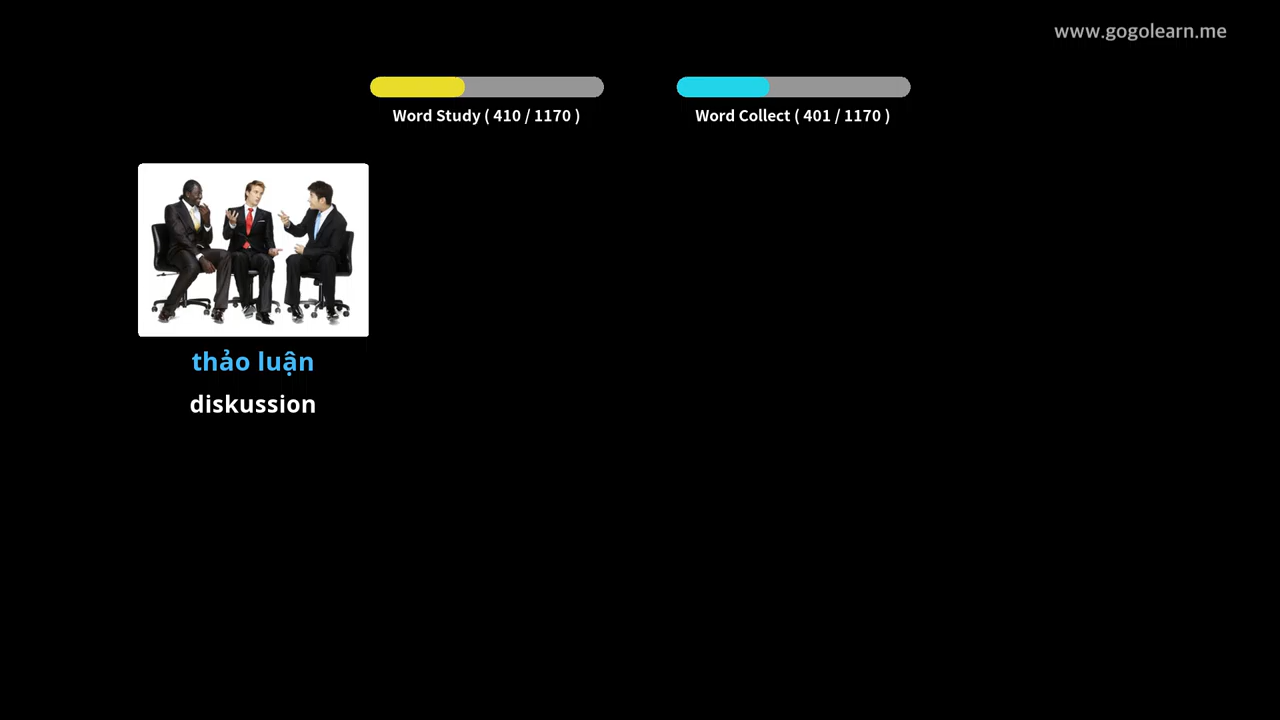 www.gogolearn.me
Word Study ( 410 / 1170 )
Word Collect ( 401 / 1170 )
thảo luận
diskussion